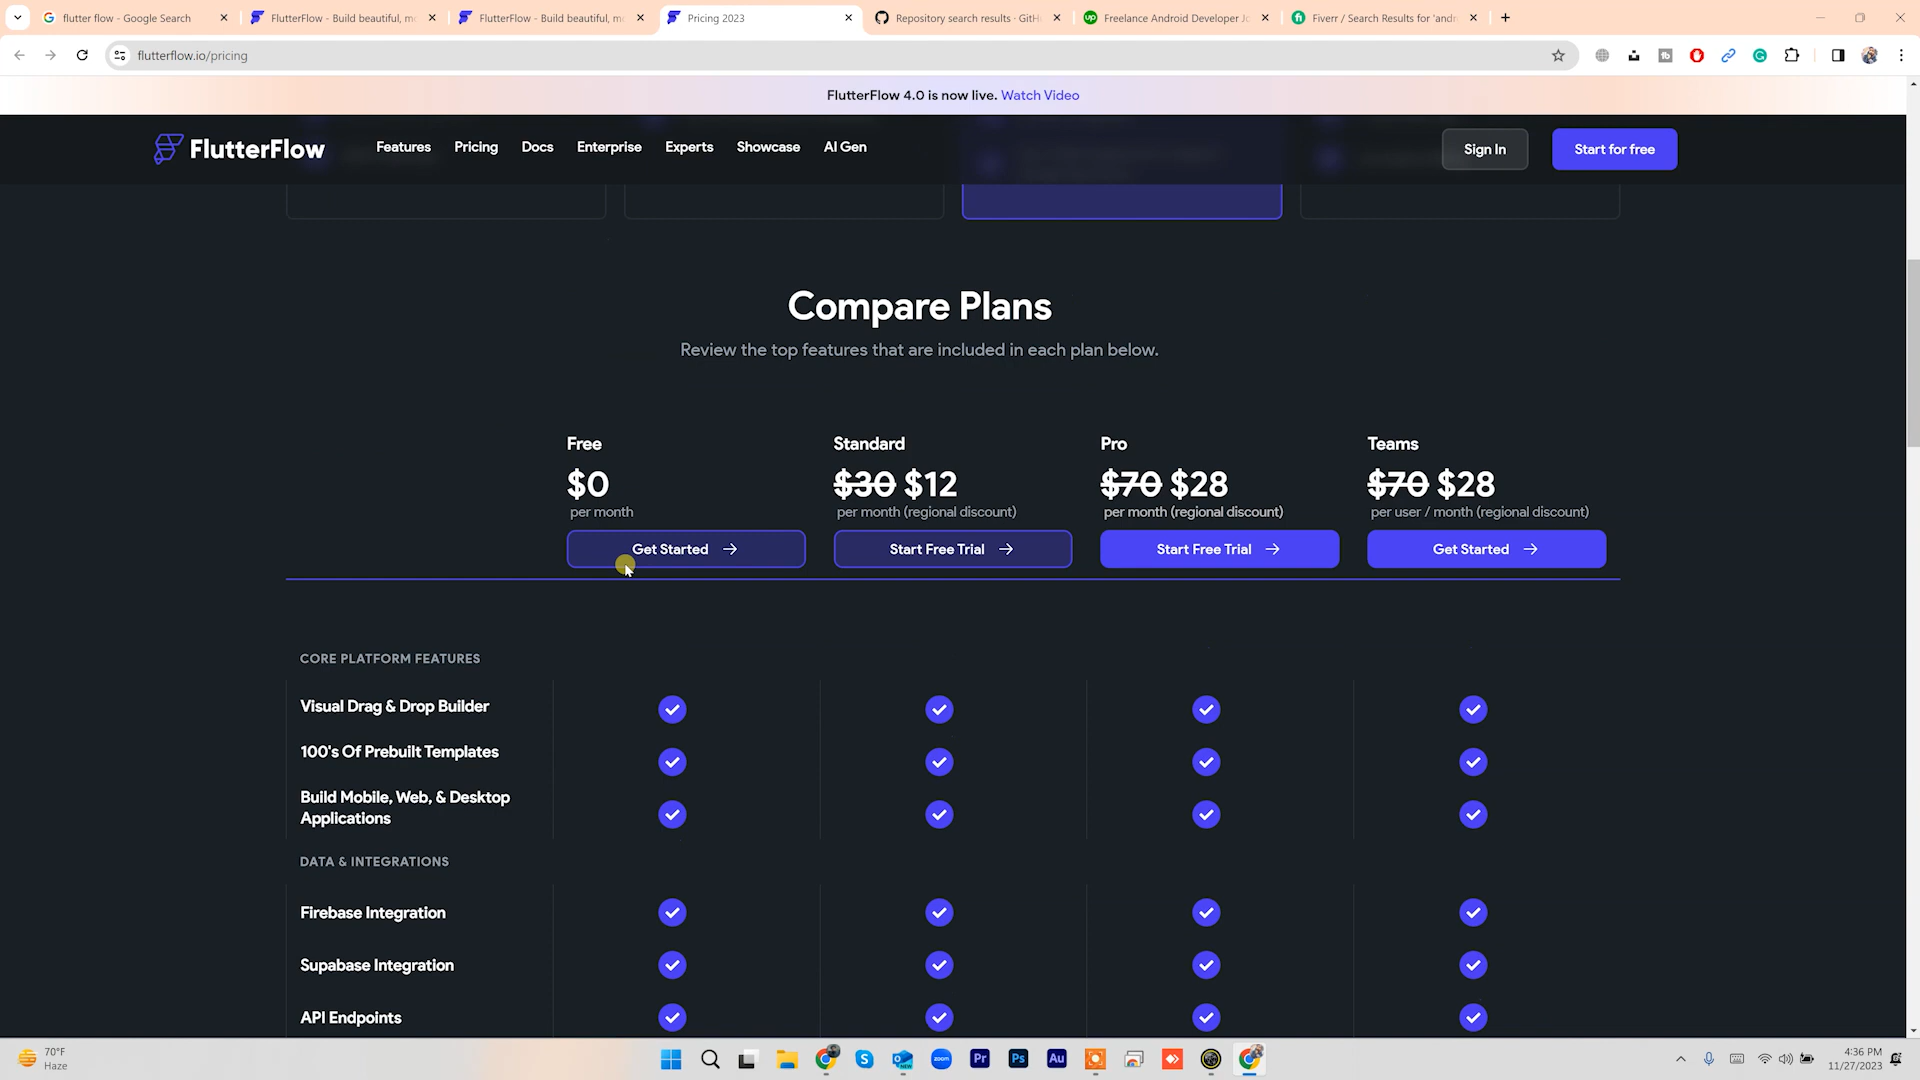 flutter flow - Google Search
FlutterFlow - Build beautiful, m
FlutterFlow - Build beautiful, m
Pricing 2023
Repository search results · GitH
Freelance Android Developer Jo
Fiverr / Search Results for 'andr
flutterflow.io/pricing
FlutterFlow 4.0 is now live. Watch Video
FlutterFlow
Features
Pricing
Docs
Enterprise
Experts
Showcase
AI Gen
Sign In
Start for free
Compare Plans
Review the top features that are included in each plan below.
Free
Standard
Pro
Teams
$0
$30 $12
$70 $28
$70 $28
per month
per month (regional discount)
per month (regional discount)
per user / month (regional discount)
Get Started
Start Free Trial
Start Free Trial
Get Started
CORE PLATFORM FEATURES
Visual Drag & Drop Builder
100's Of Prebuilt Templates
Build Mobile, Web, & Desktop
Applications
DATA & INTEGRATIONS
Firebase Integration
Supabase Integration
API Endpoints
70°F
Haze
zoom
Pr
Ps
Au
4:36 PM
11/27/2023